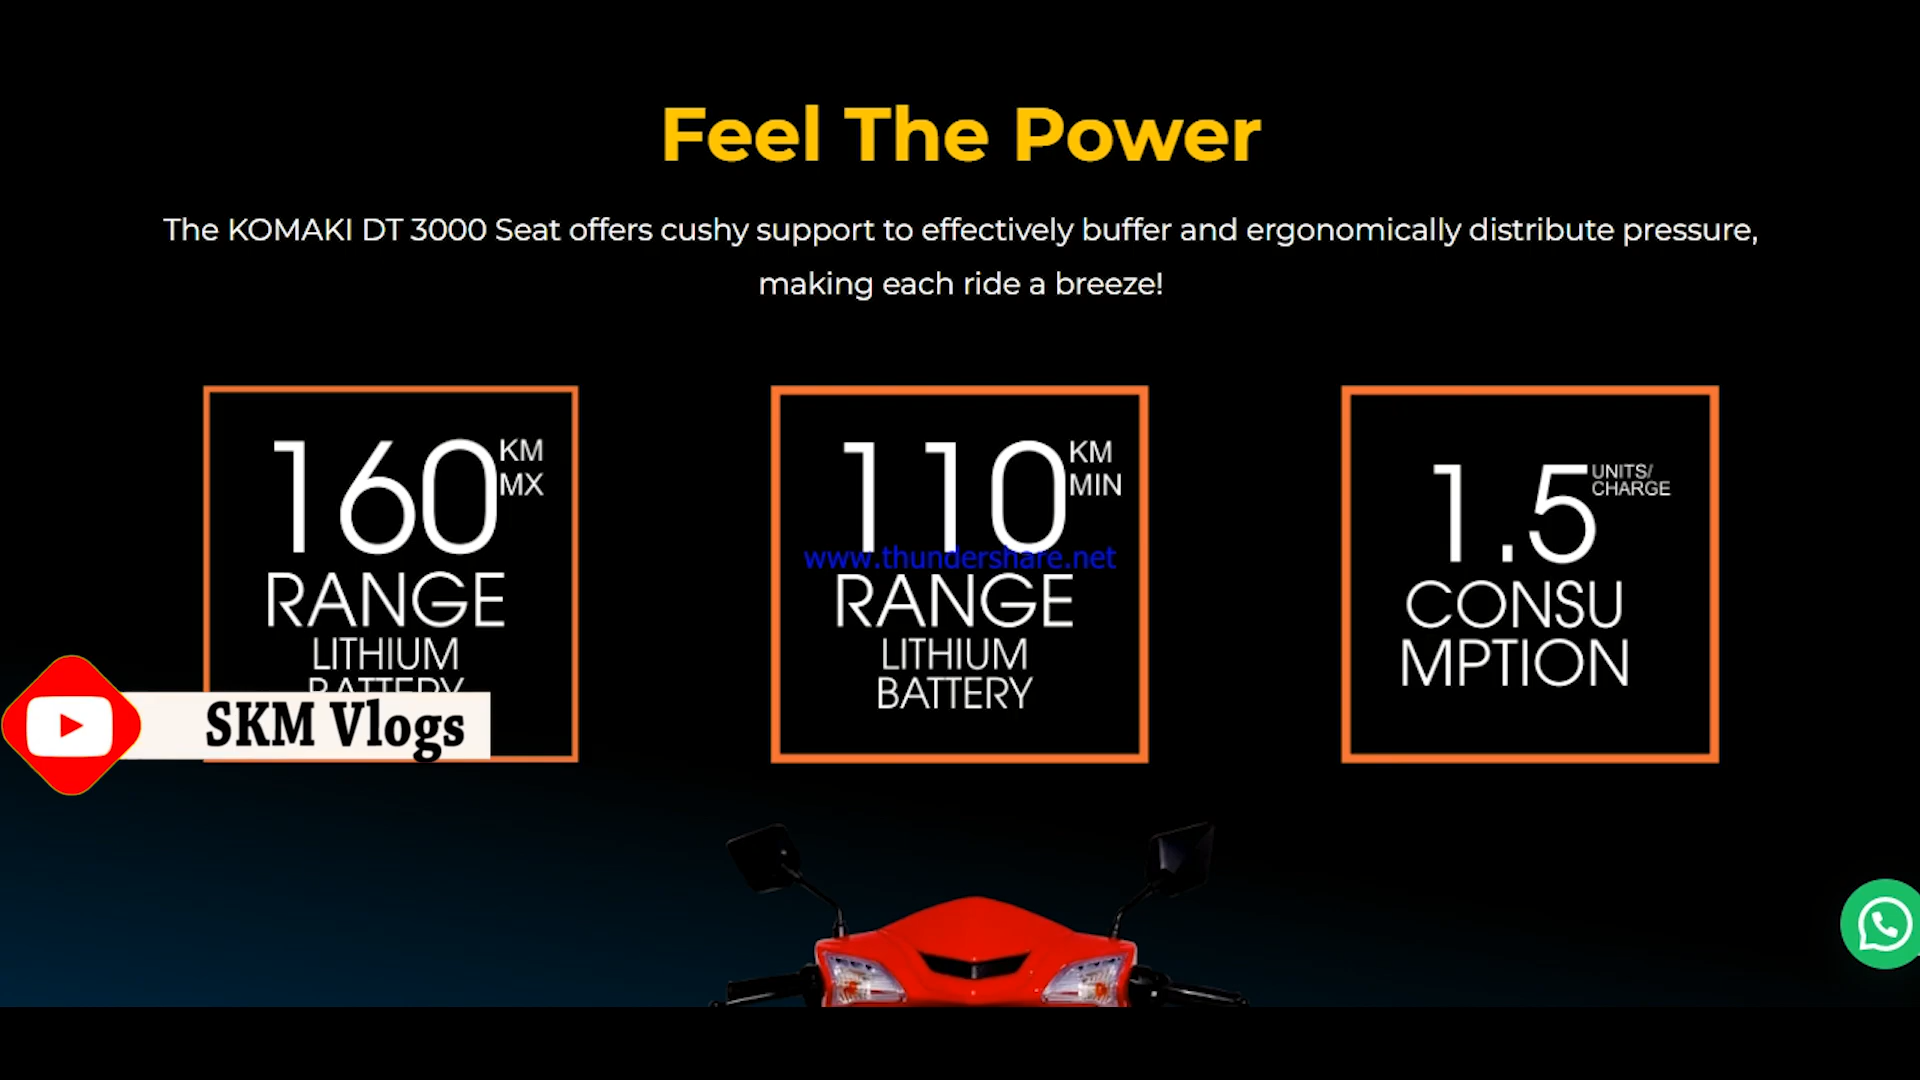 Feel The Power
The KOMAKI DT 3000 Seat offers cushy support to effectively buffer and ergonomically distribute pressure,
making each ride a breeze!
160 KM
MX
RANGE
LITHIUM
BATTERY
110 KM
MIN
www.thundershare.net
RANGE
LITHIUM
BATTERY
1.5 UNITS/
CHARGE
CONSU
MPTION
SKM Vlogs